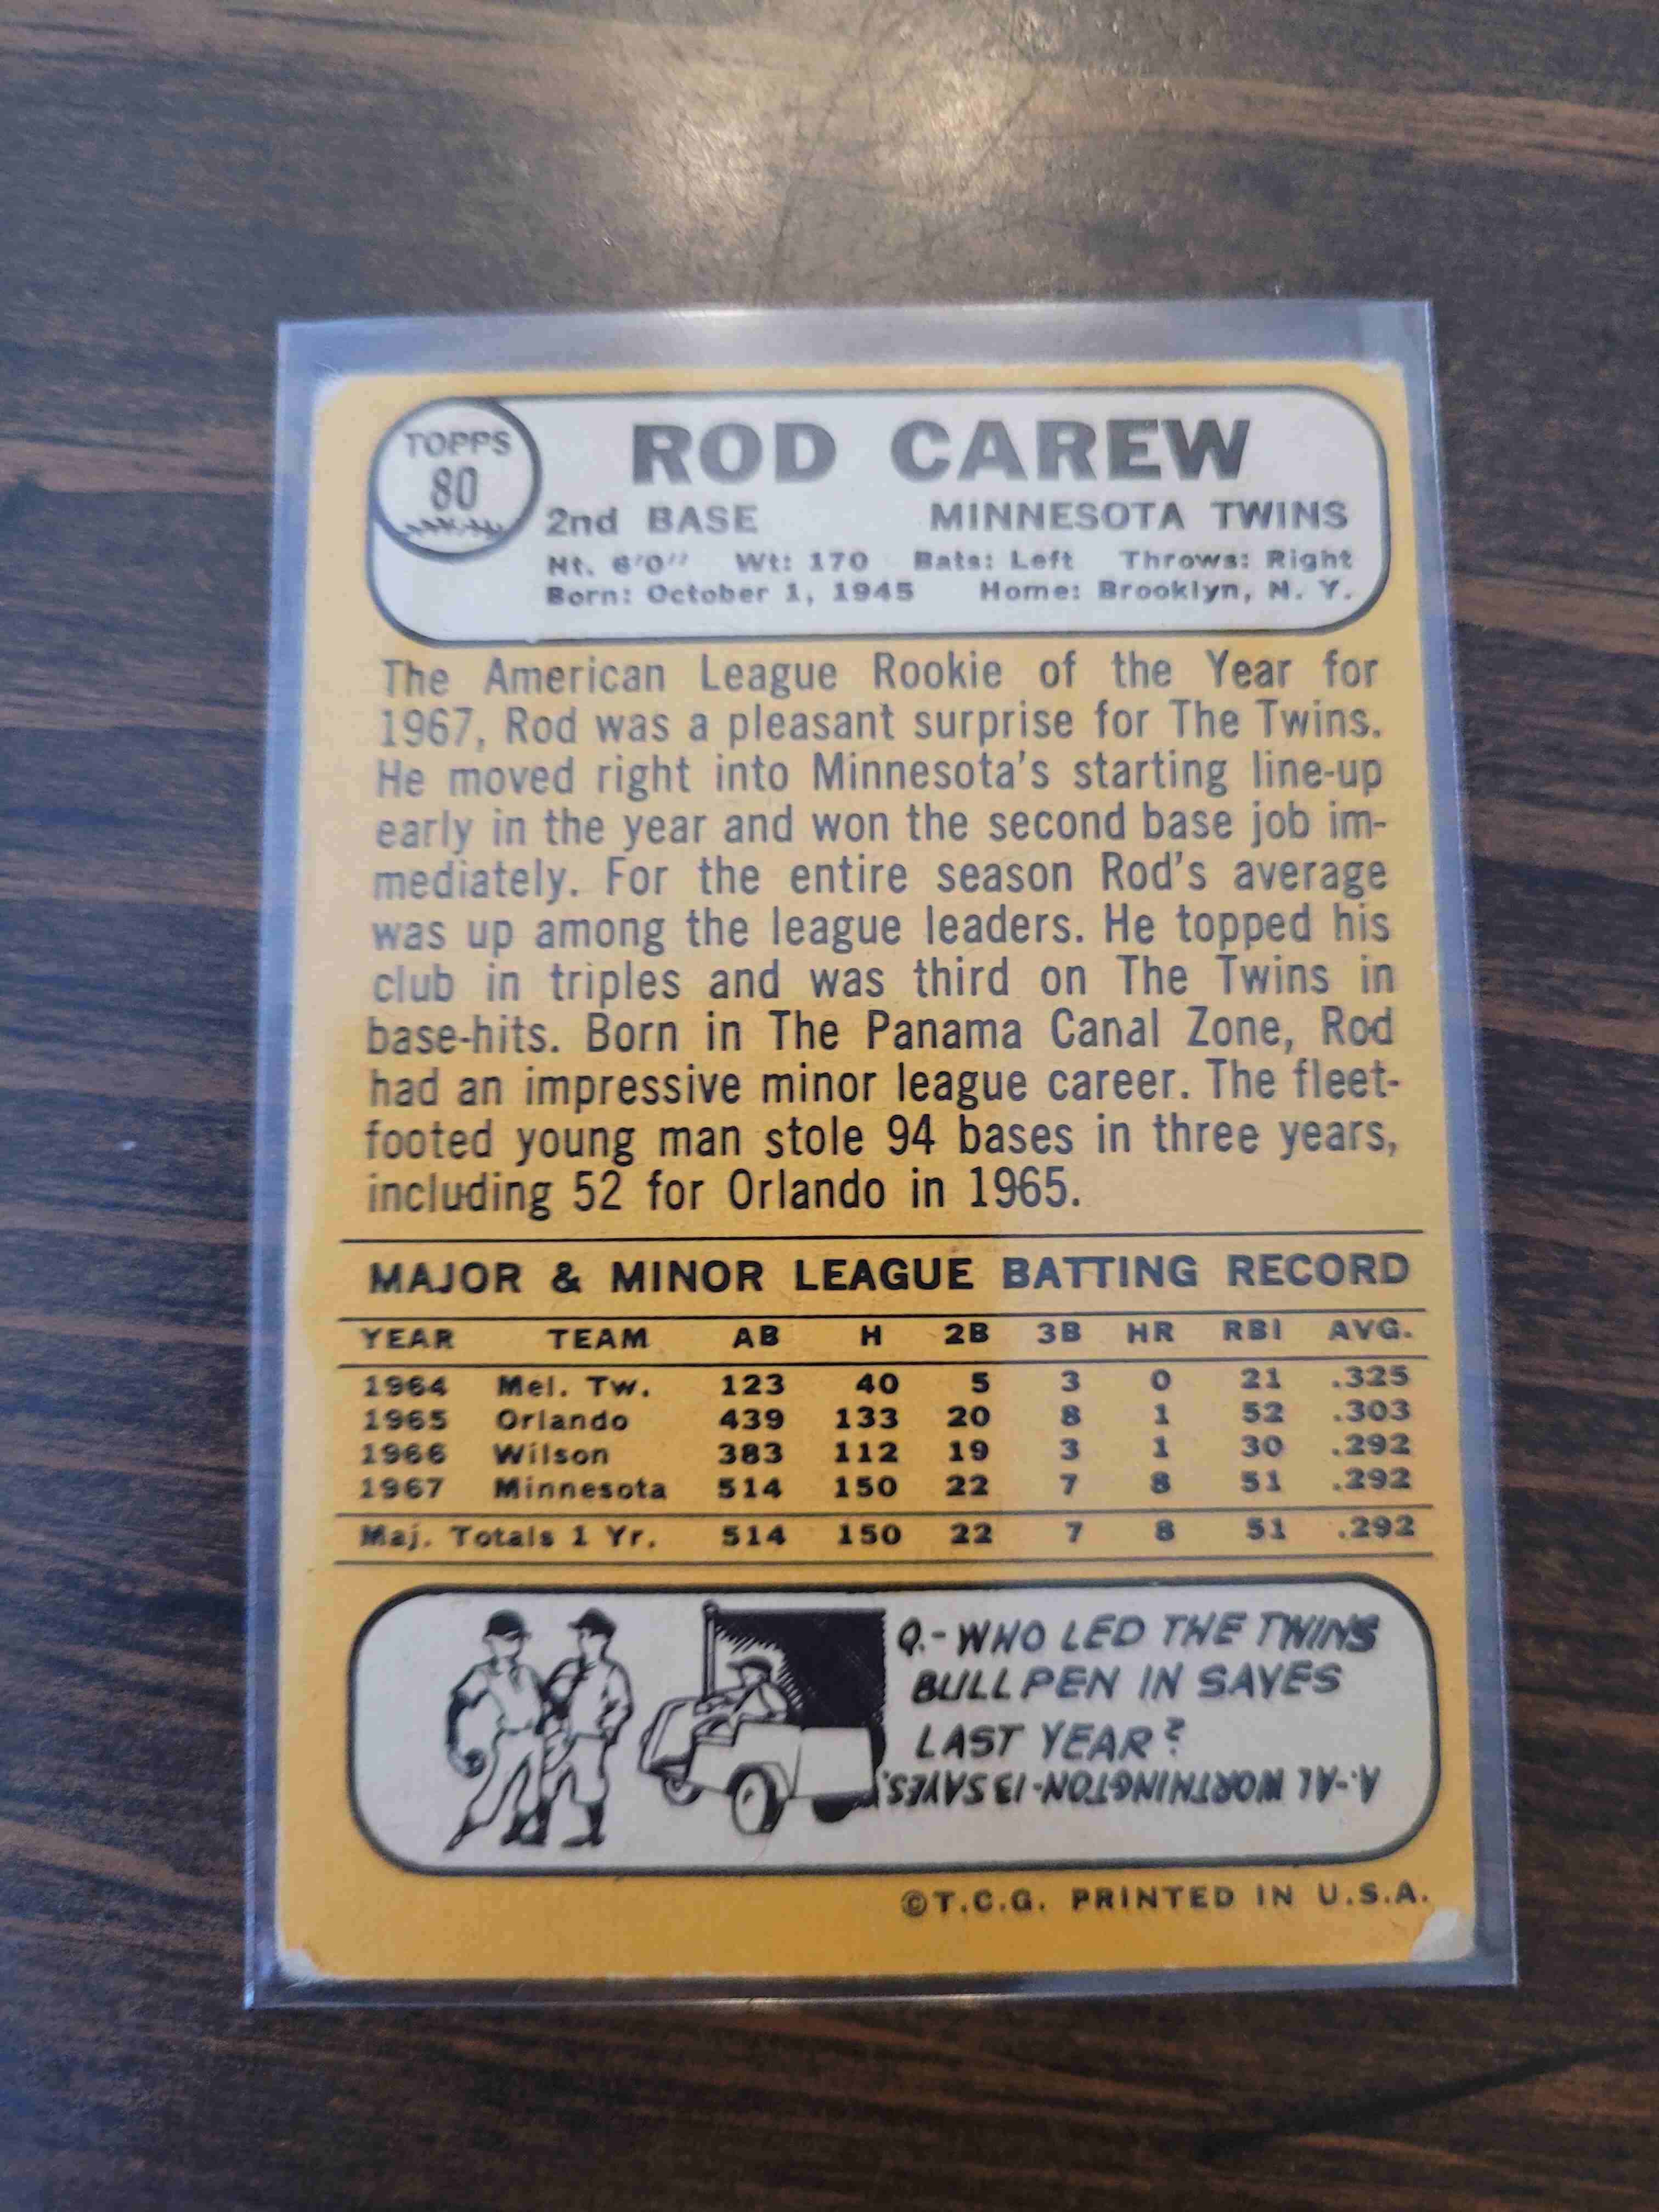 TOPPS
80
ROD CAREW
2nd BASE MINNESOTA TWINS
Ht. 6'0" Wt: 170 Bats: Left Throws: Right
Born: October 1, 1945 Home: Brooklyn, N. Y.
The American League Rookie of the Year for
1967, Rod was a pleasant surprise for The Twins.
He moved right into Minnesota's starting line-up
early in the year and won the second base job im-
mediately. For the entire season Rod's average
was up among the league leaders. He topped his
club in triples and was third on The Twins in
base-hits. Born in The Panama Canal Zone, Rod
had an impressive minor league career. The fleet-
footed young man stole 94 bases in three years,
including 52 for Orlando in 1965.
MAJOR & MINOR LEAGUE BATTING RECORD
YEAR TEAM AB H 2B 3B HR RBI AVG.
1964 Mel. Tw. 123 40 5 3 0 21 .325
1965 Orlando 439 133 20 8 1 52 .303
1966 Wilson 383 112 19 3 1 30 .292
1967 Minnesota 514 150 22 7 8 51 .292
Maj. Totals 1 Yr. 514 150 22 7 8 51 .292
Q.-WHO LED THE TWINS
BULLPEN IN SAVES
LAST YEAR?
A.-AL WORTHINGTON-13 SAVES.
©T.C.G. PRINTED IN U.S.A.